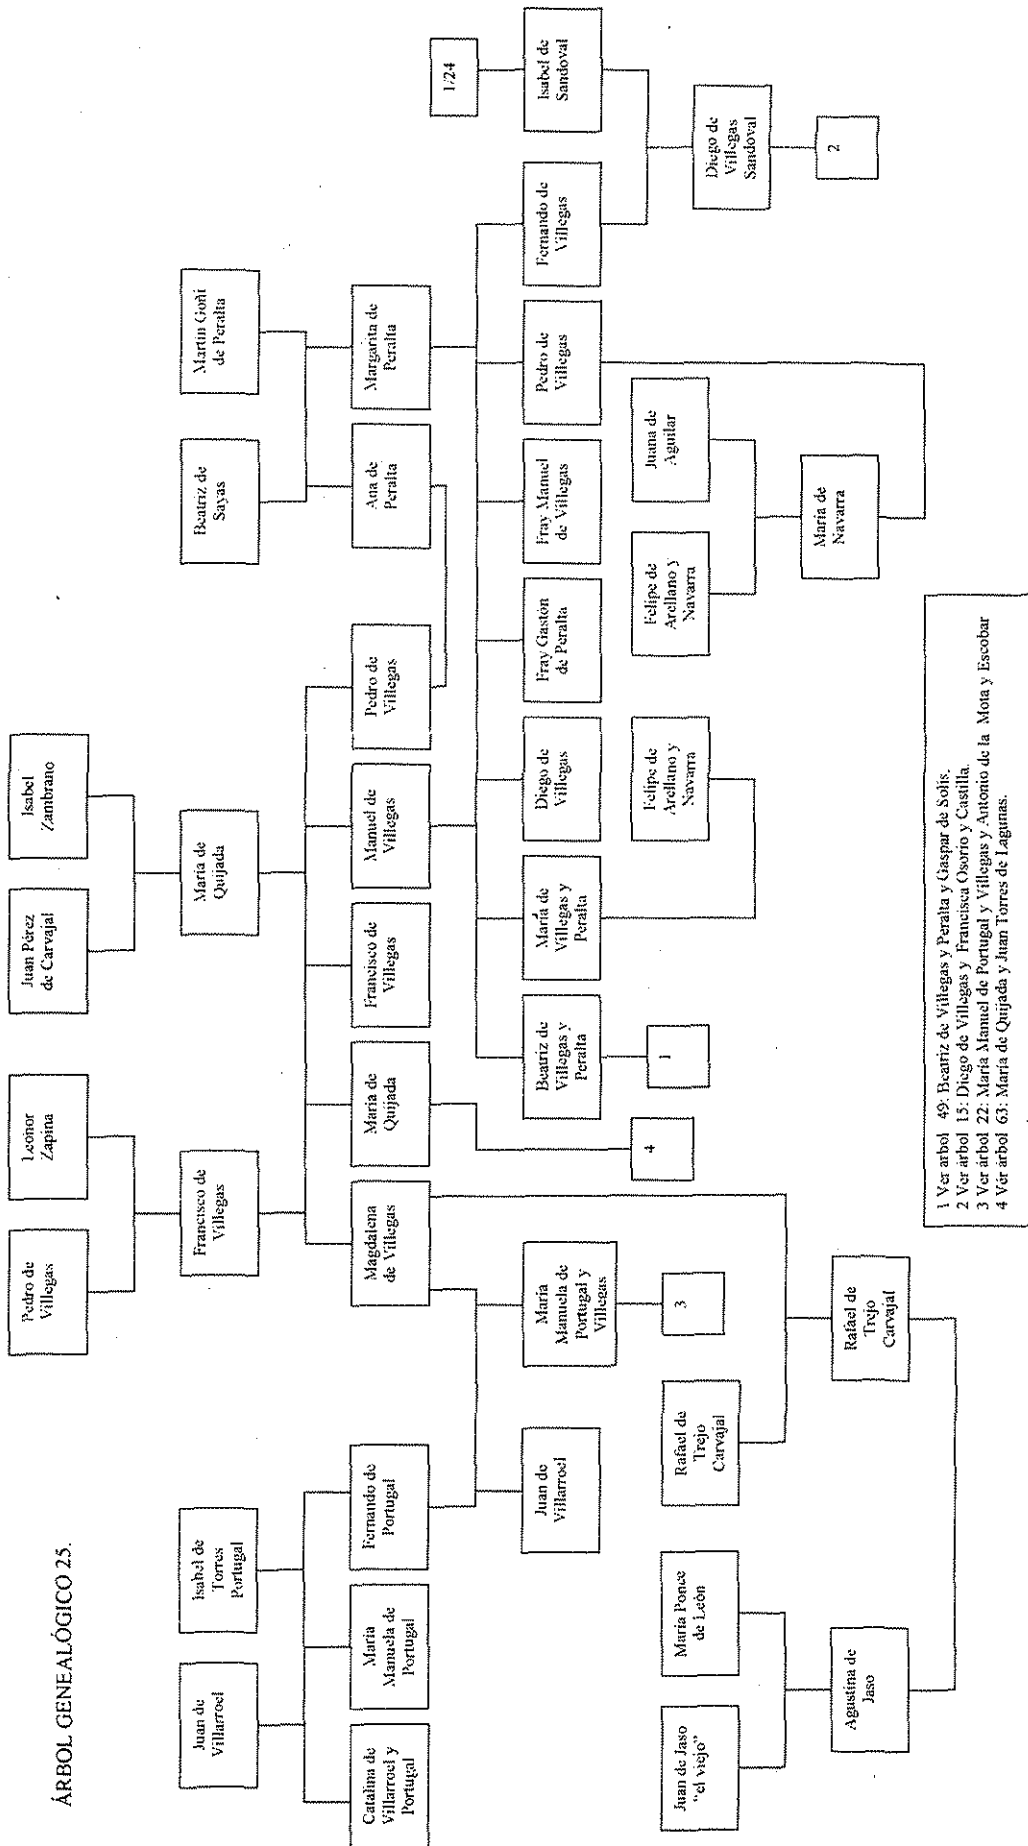 ÁRBOL GENEALÓGICO 25.
Pedro de
Villegas
Leonor
Zapina
Juan Pérez
de Carvajal
Isabel
Zambrano
Juan de
Villarroel
Isabel de
Torres
Portugal
Francisco de
Villegas
María de
Quijada
Beatriz de
Sayas
Martín Goñi
de Peralta
Catalina de
Villarroel y
Portugal
María
Manuela de
Portugal
Fernando de
Portugal
Magdalena
de Villegas
María de
Quijada
Francisco de
Villegas
Manuel de
Villegas
Pedro de
Villegas
Ana de
Peralta
Margarita de
Peralta
1/24
Juan de
Villarroel
María
Manuela de
Portugal y
Villegas
Beatriz de
Villegas y
Peralta
María de
Villegas y
Peralta
Diego de
Villegas
Fray Gastón
de Peralta
Fray Manuel
de Villegas
Pedro de
Villegas
Fernando de
Villegas
Isabel de
Sandoval
Juan de Jaso
"el viejo"
María Ponce
de León
Rafael de
Trejo
Carvajal
3
4
1
Felipe de
Arellano y
Navarra
Felipe de
Arellano y
Navarra
Juana de
Aguilar
Diego de
Villegas
Sandoval
Agustina de
Jaso
Rafael de
Trejo
Carvajal
María de
Navarra
2
1 Ver arbol 49: Beatriz de Villegas y Peralta y Gaspar de Solís.
2 Ver árbol 15: Diego de Villegas y Francisca Osorio y Castilla.
3 Ver árbol 22: María Manuel de Portugal y Villegas y Antonio de la Mota y Escobar
4 Ver árbol 63: María de Quijada y Juan Torres de Lagunas.